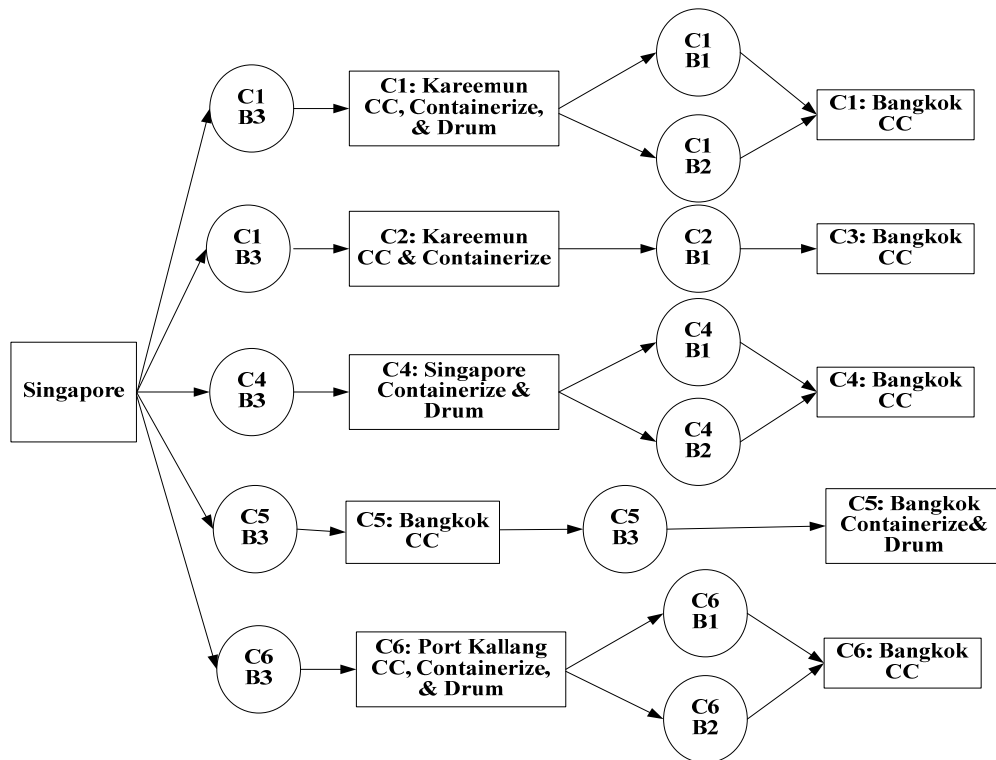 Singapore
C1
B3
C1: Kareemun
CC, Containerize,
& Drum
C1
B1
C1
B2
C1: Bangkok
CC
C1
B3
C2: Kareemun
CC & Containerize
C2
B1
C3: Bangkok
CC
C4
B3
C4: Singapore
Containerize &
Drum
C4
B1
C4
B2
C4: Bangkok
CC
C5
B3
C5: Bangkok
CC
C5
B3
C5: Bangkok
Containerize&
Drum
C6
B3
C6: Port Kallang
CC, Containerize,
& Drum
C6
B1
C6
B2
C6: Bangkok
CC